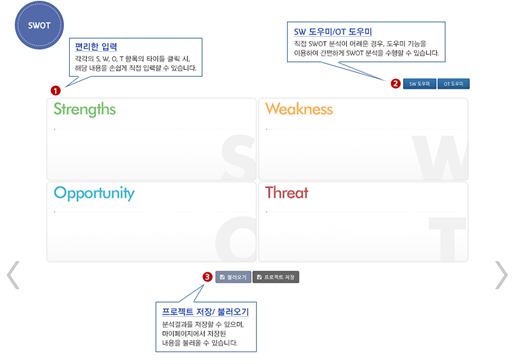 SWOT
편리한 입력
각각의 S, W, O, T 항목의 타이틀 클릭 시,
해당 내용을 손쉽게 직접 입력할 수 있습니다.
SW 도우미/OT 도우미
직접 SWOT 분석이 어려운 경우, 도우미 기능을
이용하여 간편하게 SWOT 분석을 수행할 수 있습니다.
1
2 SW 도우미 OT 도우미
Strengths
S
Weakness
W
Opportunity
O
Threat
T
3 불러오기 프로젝트 저장
프로젝트 저장/ 불러오기
분석결과를 저장할 수 있으며,
마이페이지에서 저장된
내용을 불러올 수 있습니다.